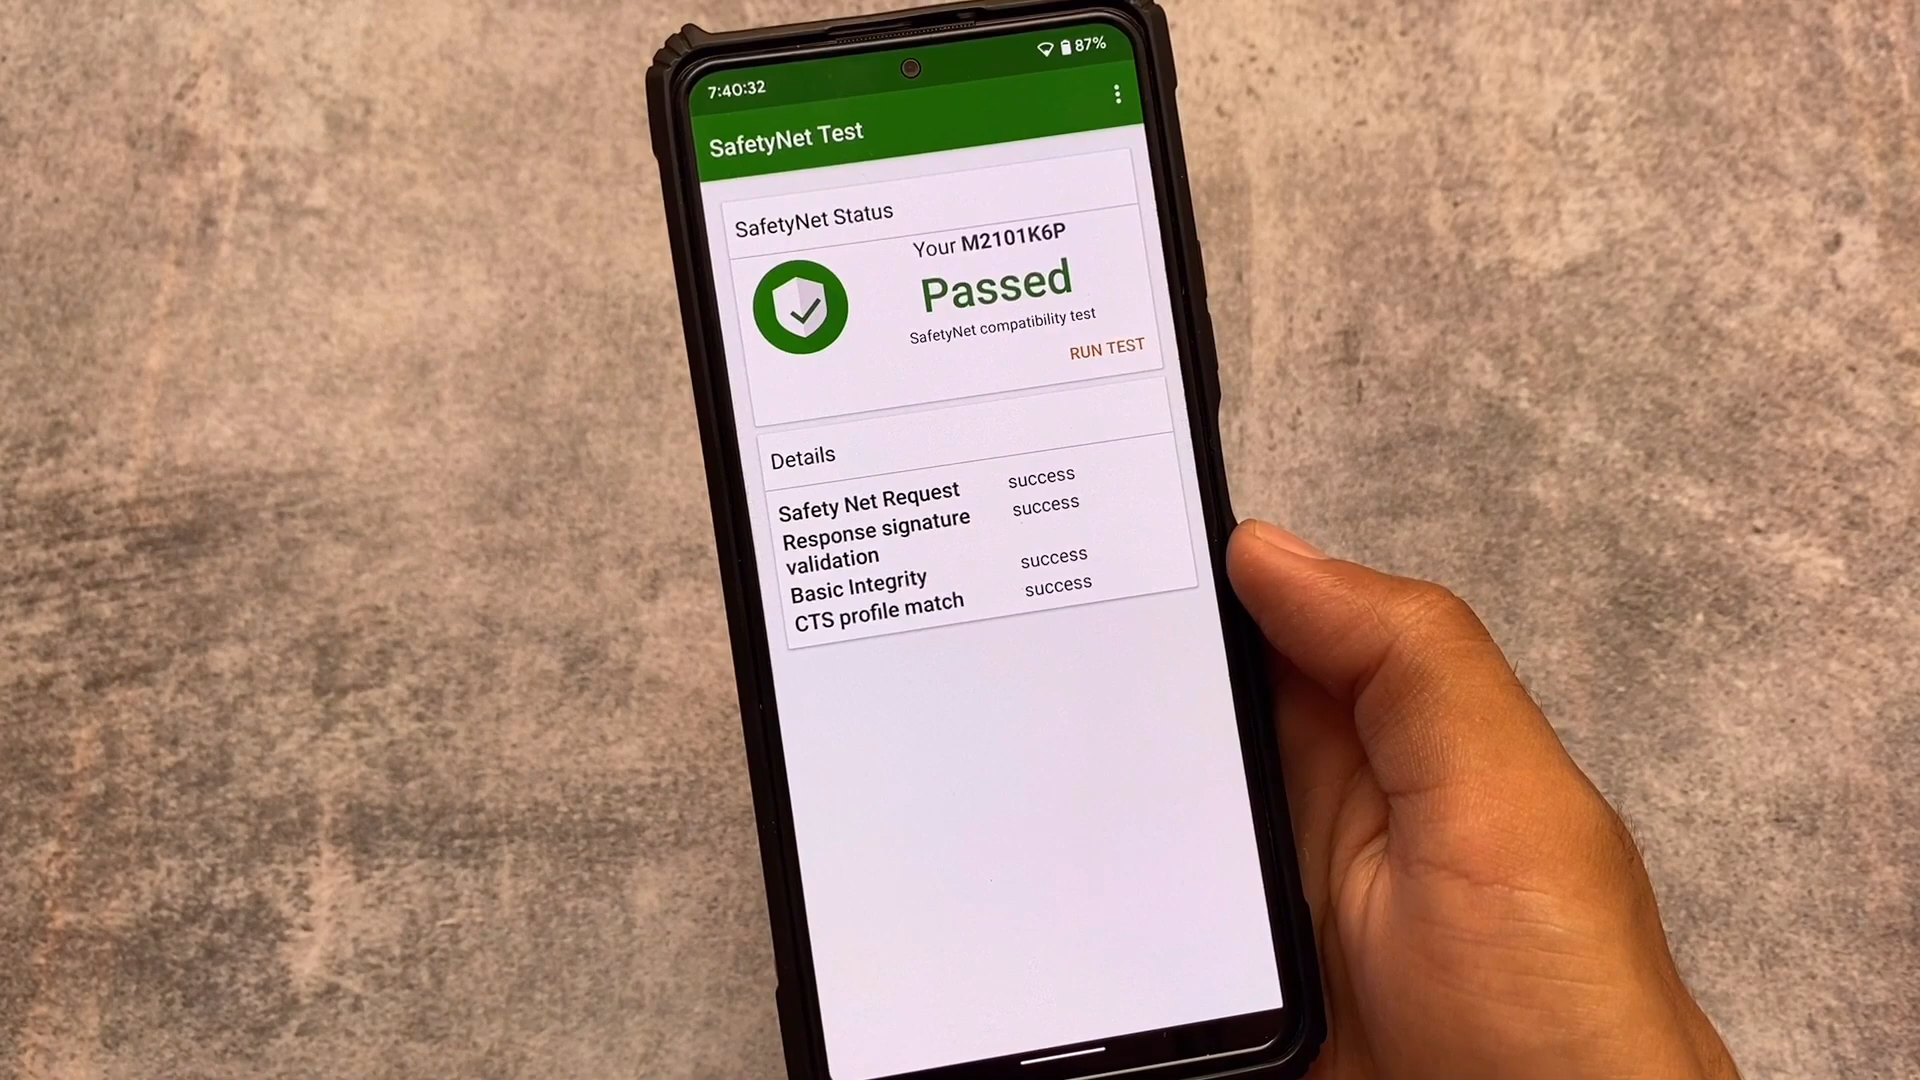 7:40:32
87%
SafetyNet Test
SafetyNet Status
Your M2101K6P
Passed
SafetyNet compatibility test
RUN TEST
Details
Safety Net Request success
Response signature success
validation
Basic Integrity success
CTS profile match success